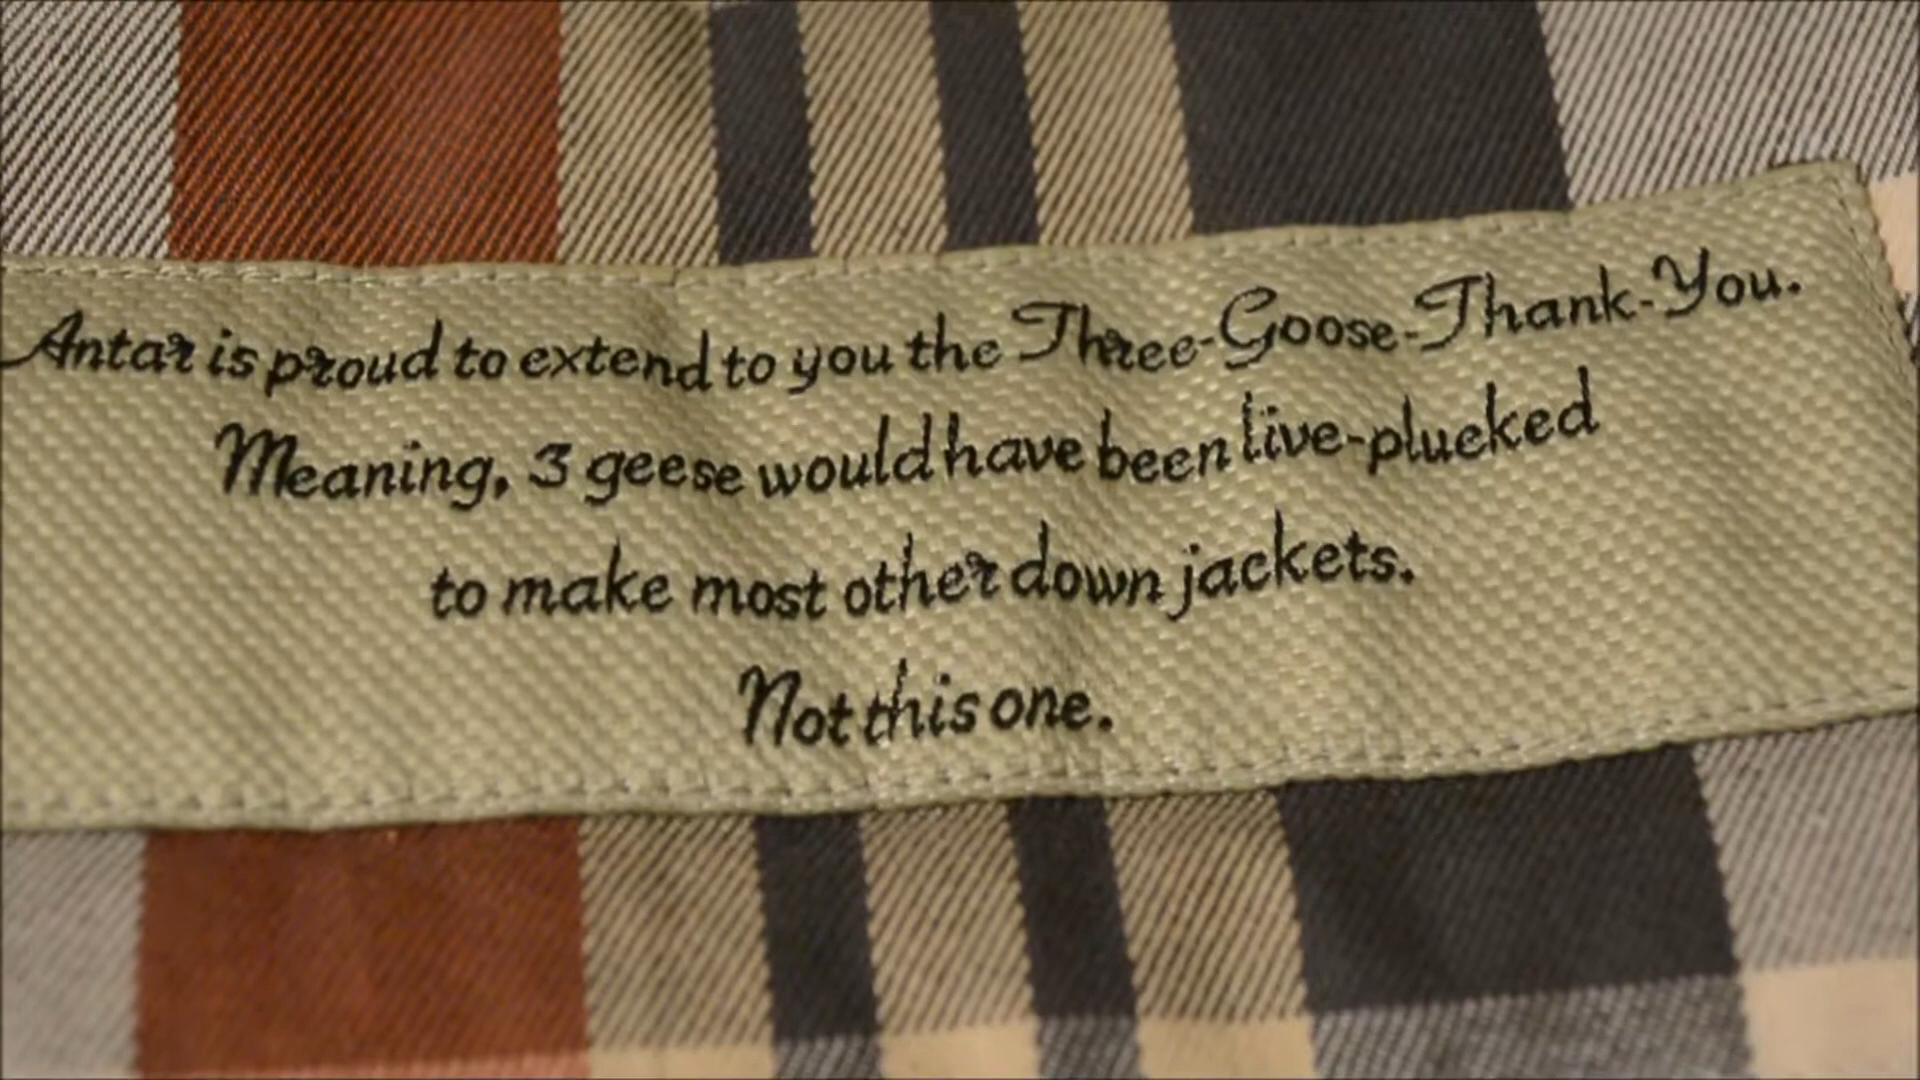 Antar is proud to extend to you the Three-Goose-Thank-You.
Meaning, 3 geese would have been live-plucked
to make most other down jackets.
Not this one.